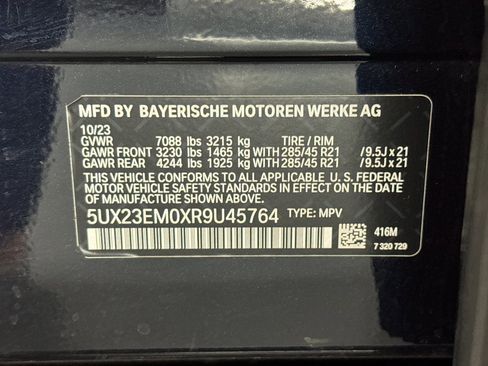 MFD BY BAYERISCHE MOTOREN WERKE AG
10/23
GVWR 7088 lbs 3215 kg TIRE / RIM
GAWR FRONT 3230 lbs 1465 kg WITH 285/45 R21 /9.5J x 21
GAWR REAR 4244 lbs 1925 kg WITH 285/45 R21 /9.5J x 21
THIS VEHICLE CONFORMS TO ALL APPLICABLE U. S. FEDERAL
MOTOR VEHICLE SAFETY STANDARDS IN EFFECT ON THE DATE
OF MANUFACTURE SHOWN ABOVE.
5UX23EM0XR9U45764 TYPE: MPV
416M
7 320 729